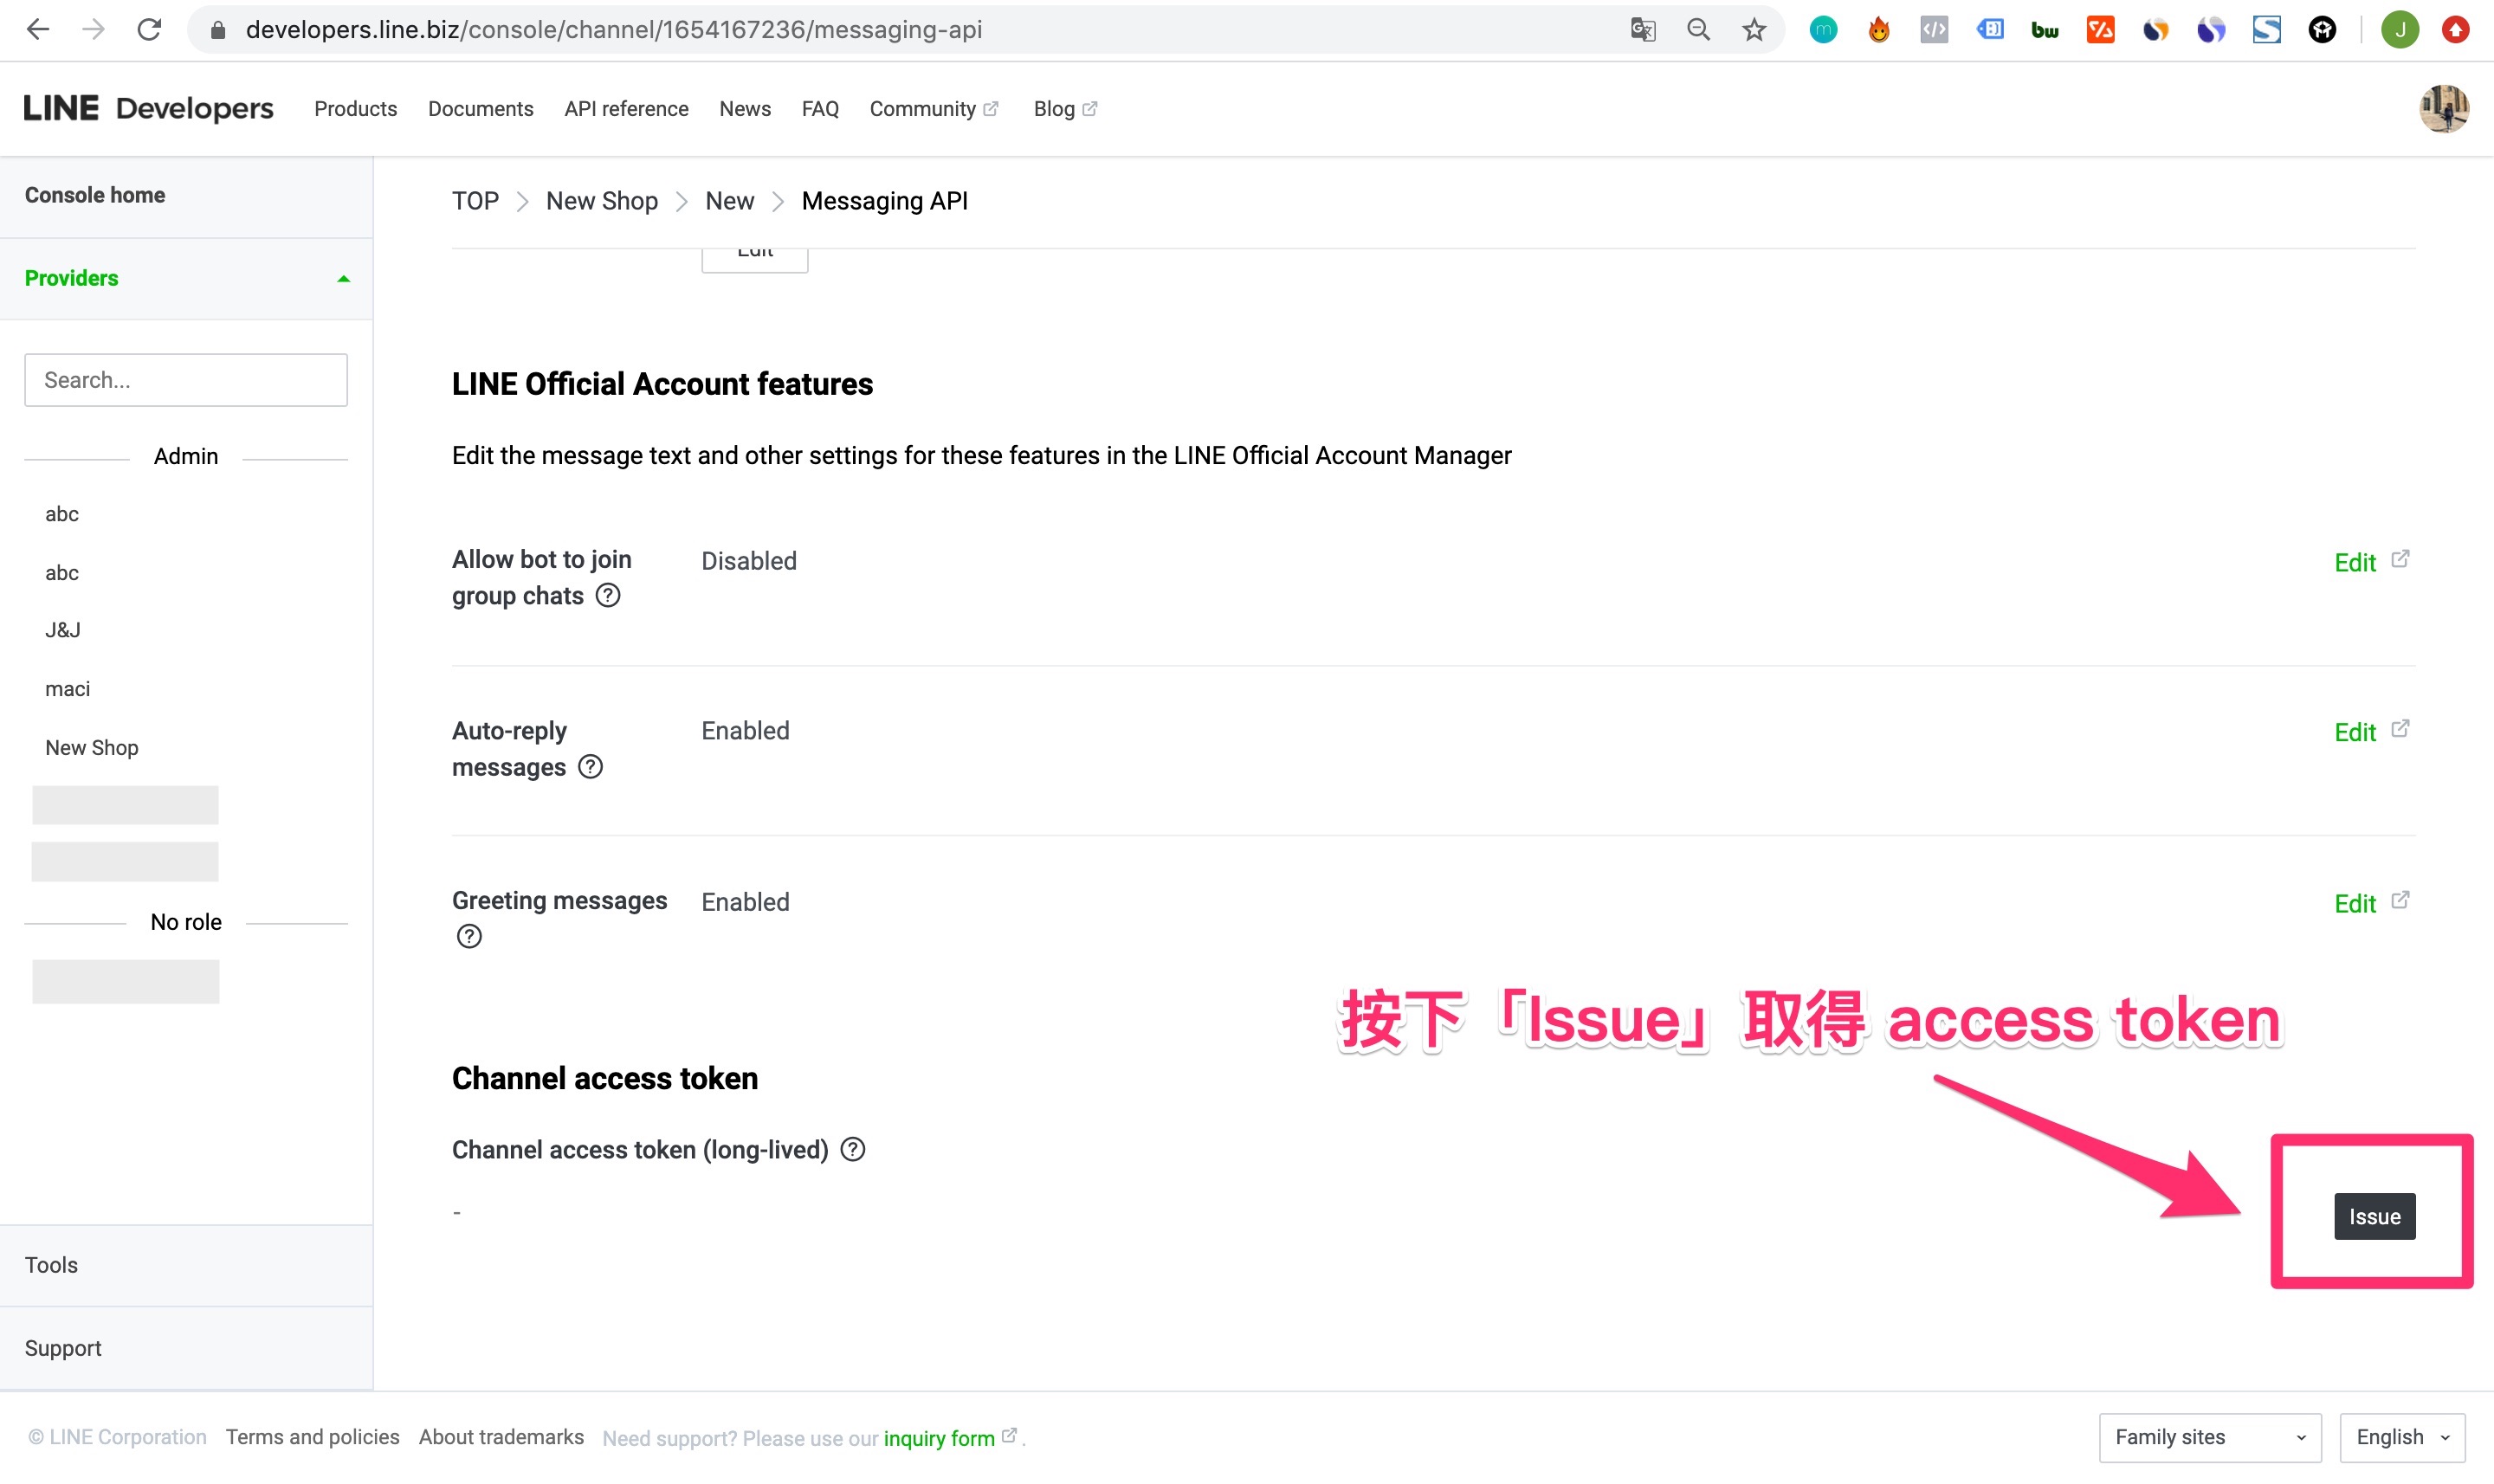 developers.line.biz/console/channel/1654167236/messaging-api
LINE Developers Products Documents API reference News FAQ Community Blog
J
Console home
Providers
Search...
Admin
abc
abc
J&J
maci
New Shop
No role
Tools
Support
TOP > New Shop > New > Messaging API
Edit
LINE Official Account features
Edit the message text and other settings for these features in the LINE Official Account Manager
Allow bot to join
group chats ?
Disabled
Edit
Auto-reply
messages ?
Enabled
Edit
Greeting messages
?
Enabled
Edit
按下「Issue」取得 access token
Channel access token
Channel access token (long-lived) ?
-
Issue
© LINE Corporation Terms and policies About trademarks Need support? Please use our inquiry form .
Family sites
English